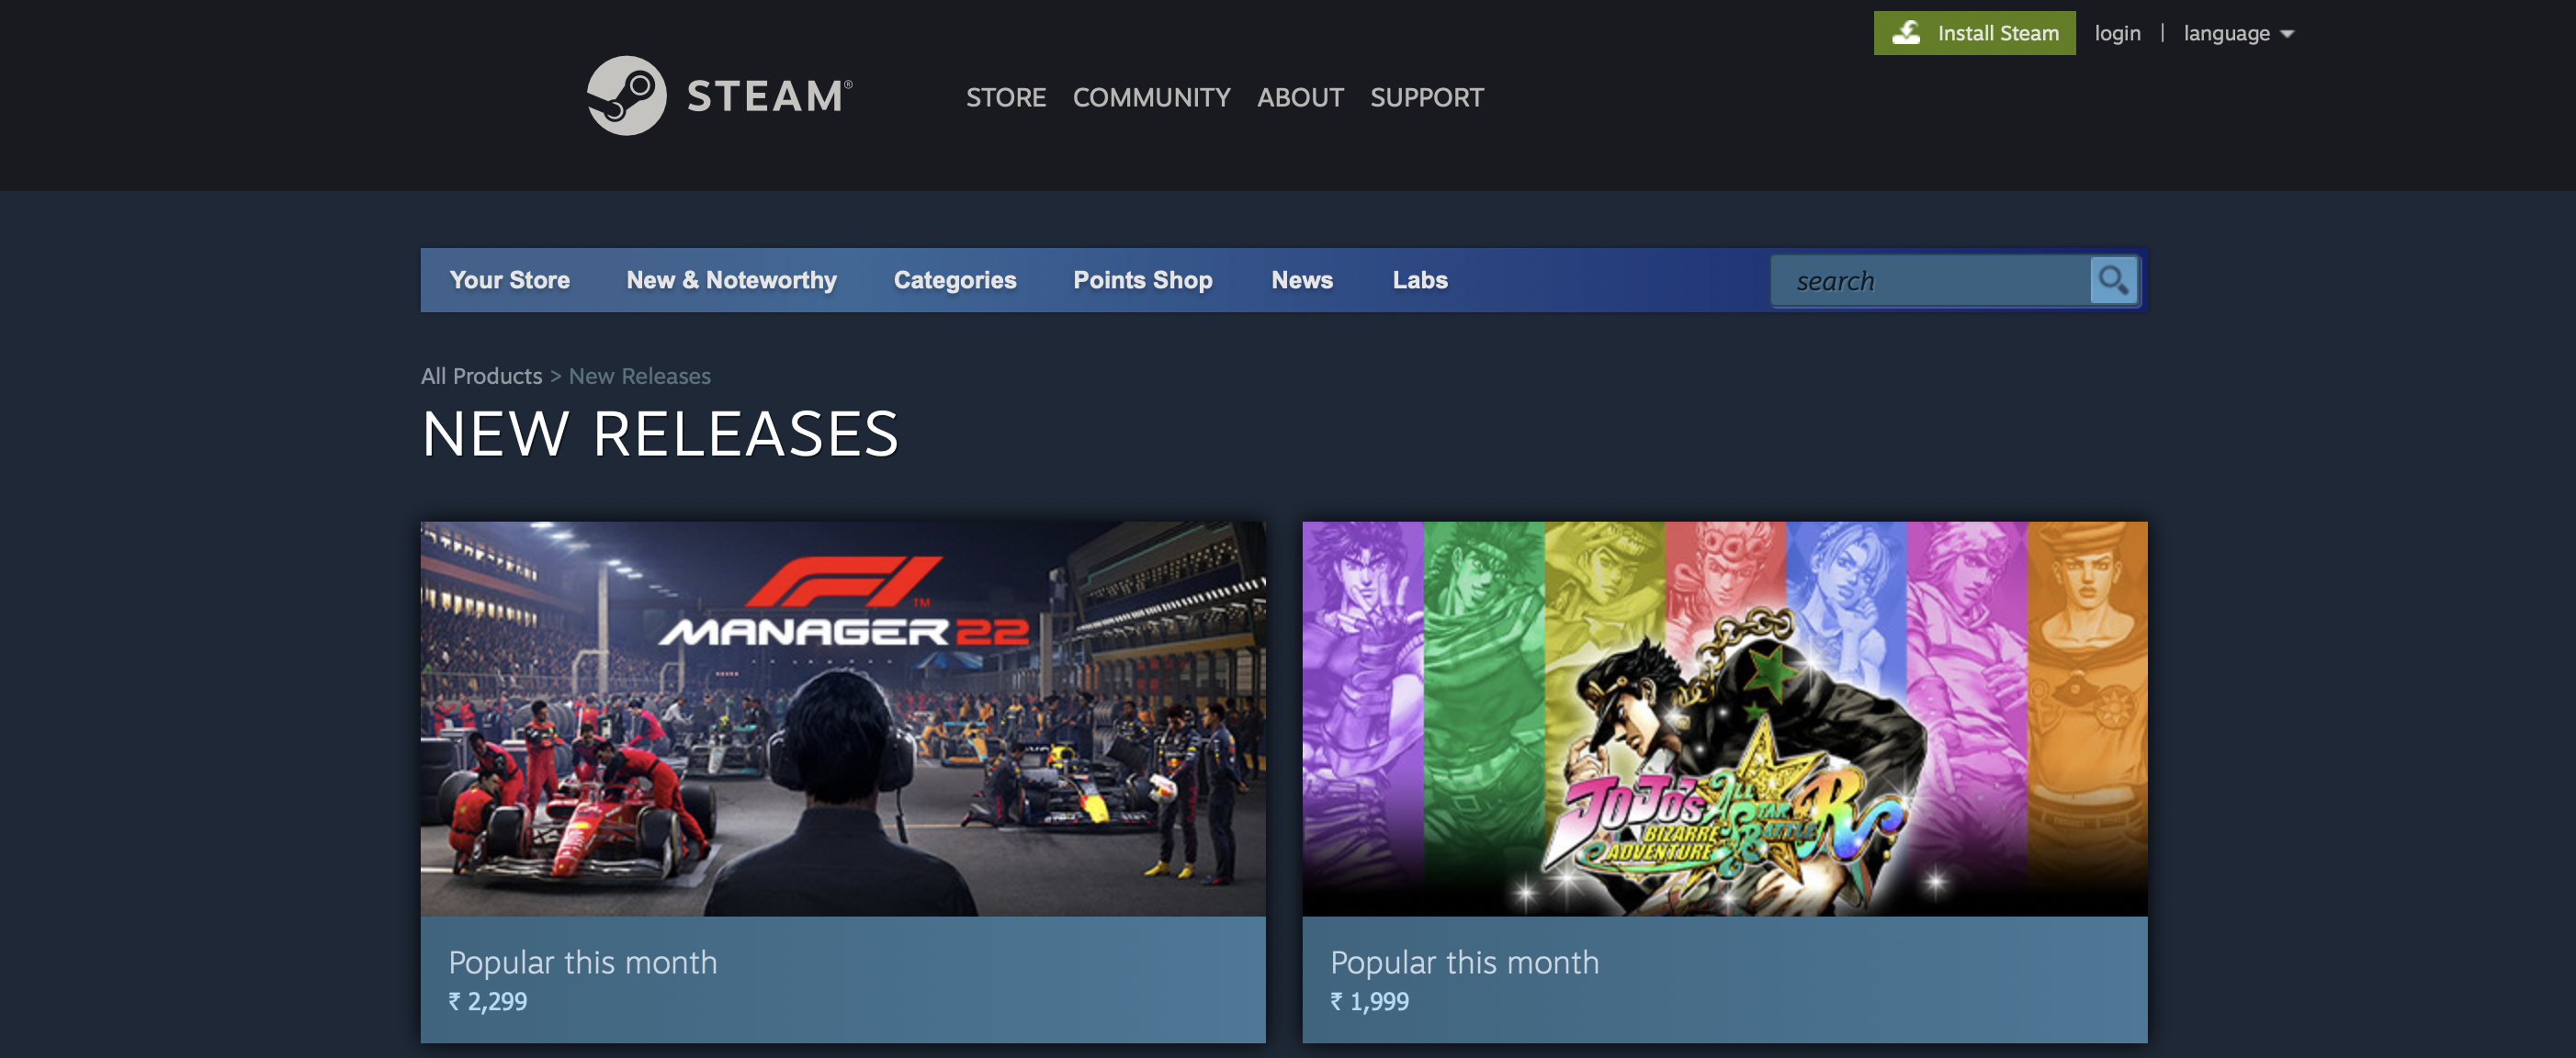 Install Steam login | language
STEAM®
STORE COMMUNITY ABOUT SUPPORT
Your Store New & Noteworthy Categories Points Shop News Labs search
All Products > New Releases
NEW RELEASES
F1 TM
MANAGER 22
JOJO'S
BIZARRE
ADVENTURE
ALL
STAR
BATTLE
R
Popular this month
₹ 2,299
Popular this month
₹ 1,999